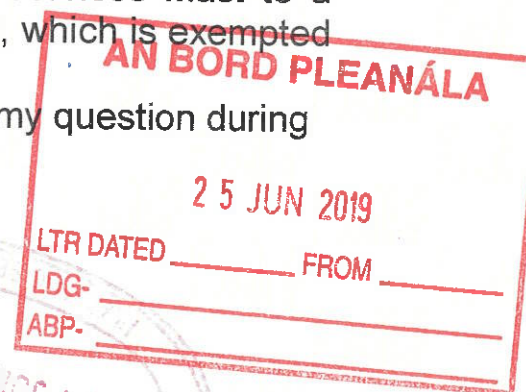 , which is exempted
AN BORD PLEANÁLA
my question during
25 JUN 2019
LTR DATED FROM
LDG-
ABP-